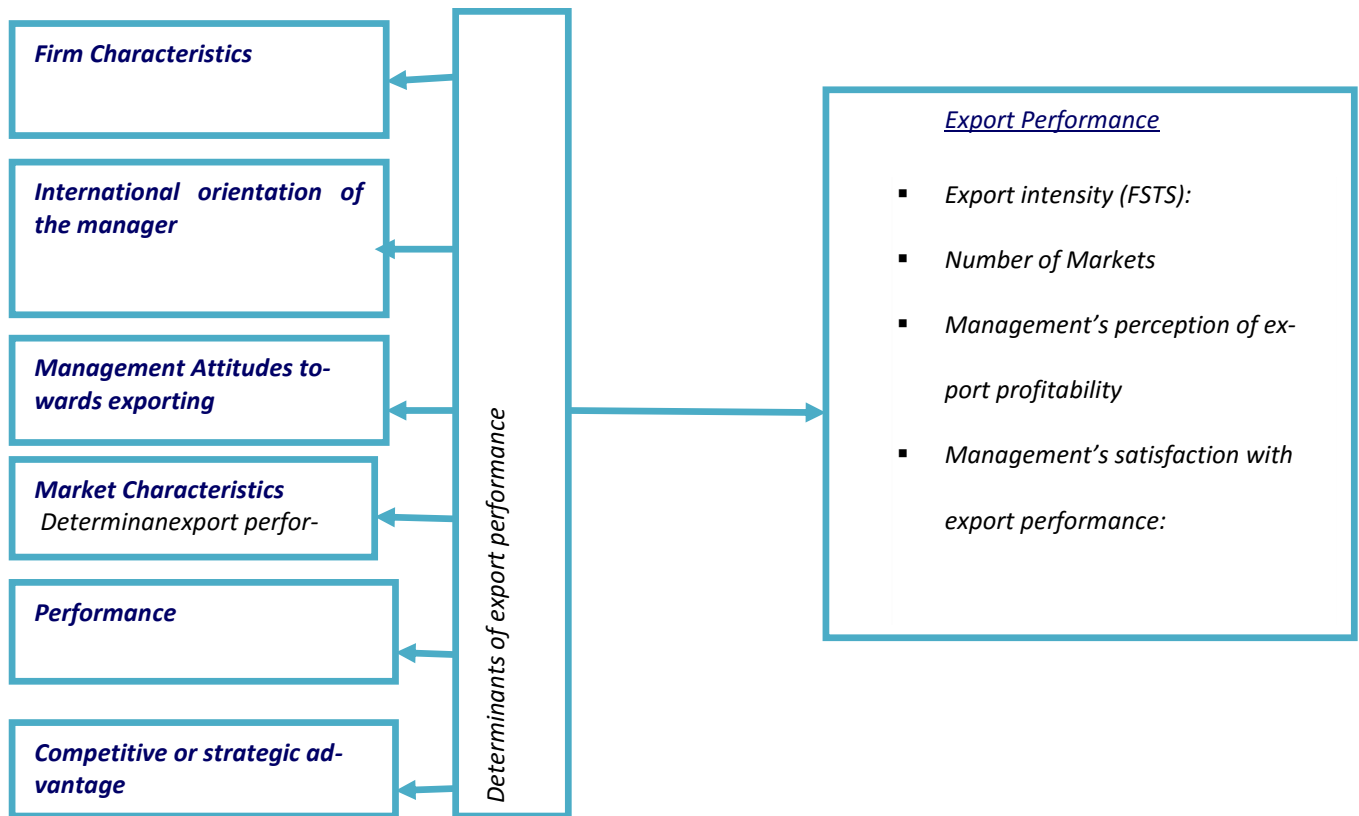 Firm Characteristics
International orientation of
the manager
Management Attitudes to-
wards exporting
Market Characteristics
Determinanexport perfor-
Performance
Competitive or strategic ad-
vantage
Determinants of export performance
Export Performance
▪ Export intensity (FSTS):
▪ Number of Markets
▪ Management’s perception of ex-
port profitability
▪ Management’s satisfaction with
export performance: